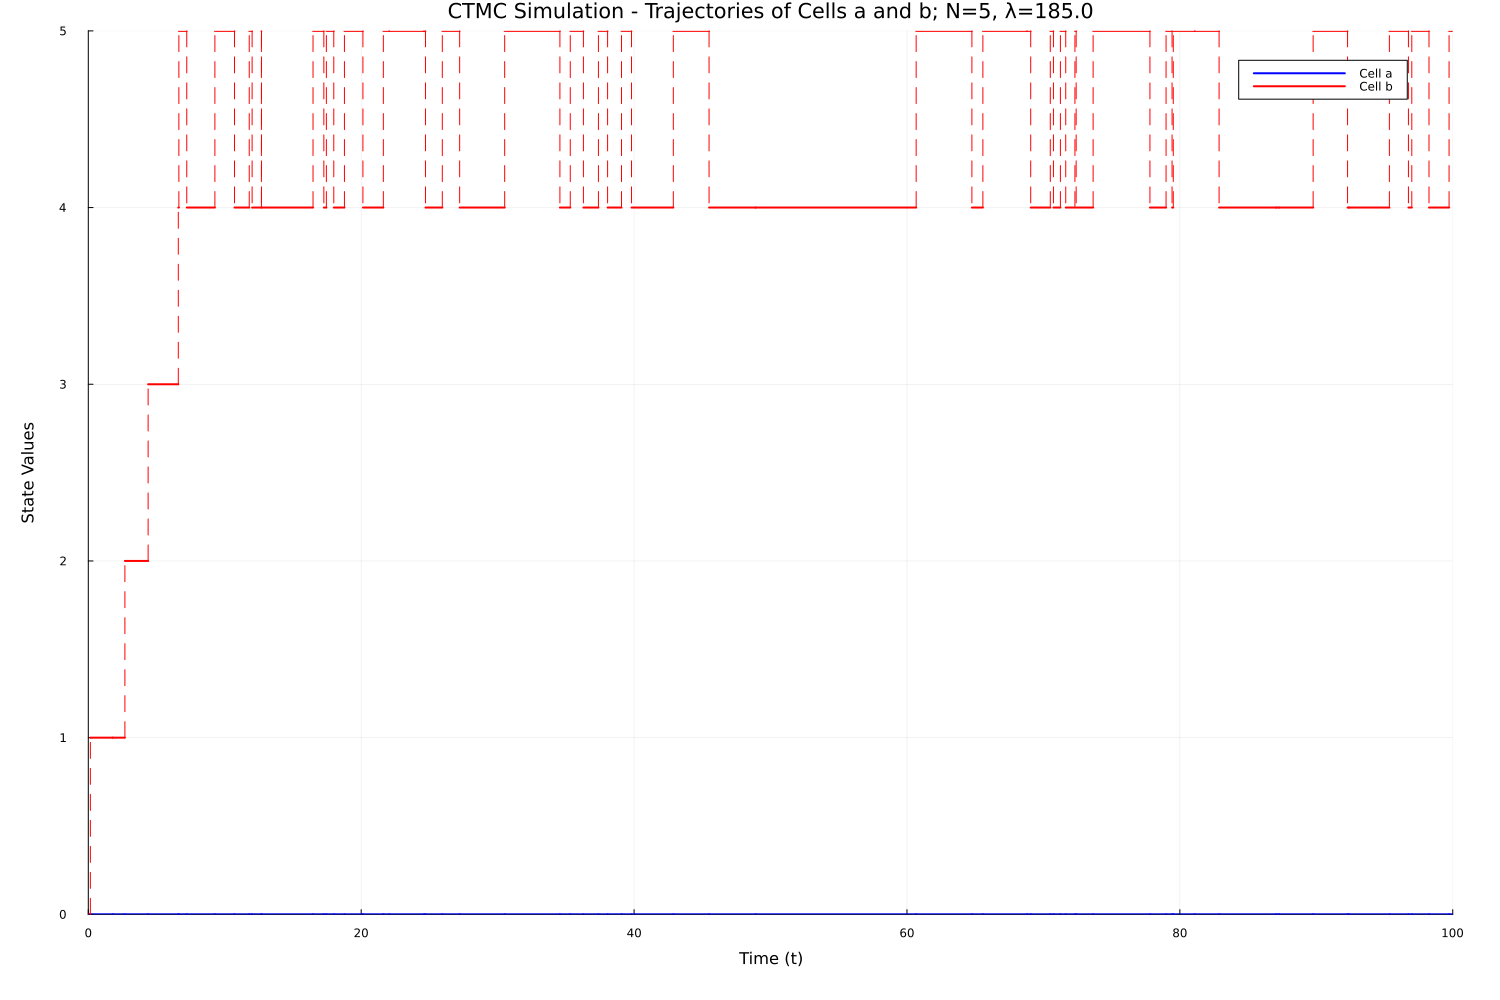 CTMC Simulation - Trajectories of Cells a and b; N=5, λ=185.0
5
Cell a
Cell b
4
3
State Values
2
1
0
0 20 40 60 80 100
Time (t)